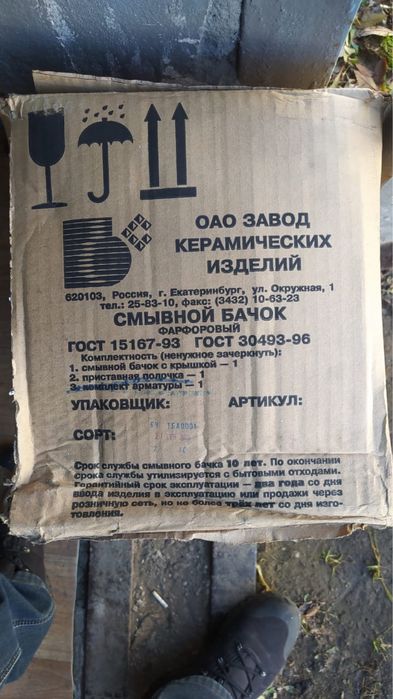 ОАО ЗАВОД
КЕРАМИЧЕСКИХ
ИЗДЕЛИЙ
620103, Россия, г. Екатеринбург, ул. Окружная, 1
тел.: 25-83-10, факс: (3432) 10-63-23
СМЫВНОЙ БАЧОК
ФАРФОРОВЫЙ
ГОСТ 15167-93 ГОСТ 30493-96
Комплектность (ненужное зачеркнуть):
1. смывной бачок с крышкой — 1
2. приставная полочка — 1
3. комплект арматуры — 1
УПАКОВЩИК: АРТИКУЛ:
СОРТ:
Срок службы смывного бачка 10 лет. По окончании
срока службы утилизируется с бытовыми отходами.
Гарантийный срок эксплуатации — два года со дня
ввода изделия в эксплуатацию или продажи через
розничную сеть, но не более трёх лет со дня изго-
товления.